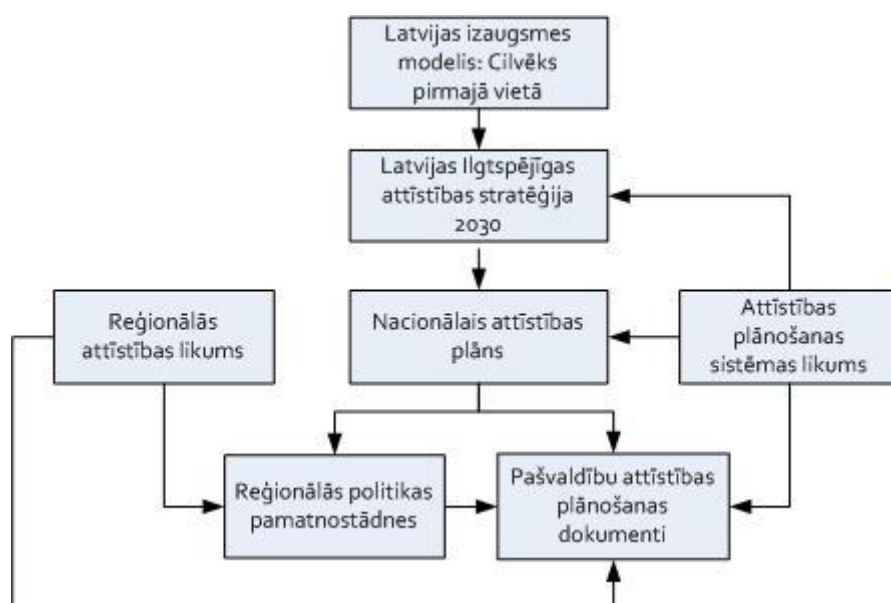 Latvijas izaugsmes
modelis: Cilvēks
pirmajā vietā
Latvijas Ilgtspējīgas
attīstības stratēģija
2030
Reģionālās
attīstības likums
Nacionālais attīstības
plāns
Attīstības
plānošanas
sistēmas likums
Reģionālās politikas
pamatnostādnes
Pašvaldību attīstības
plānošanas
dokumenti